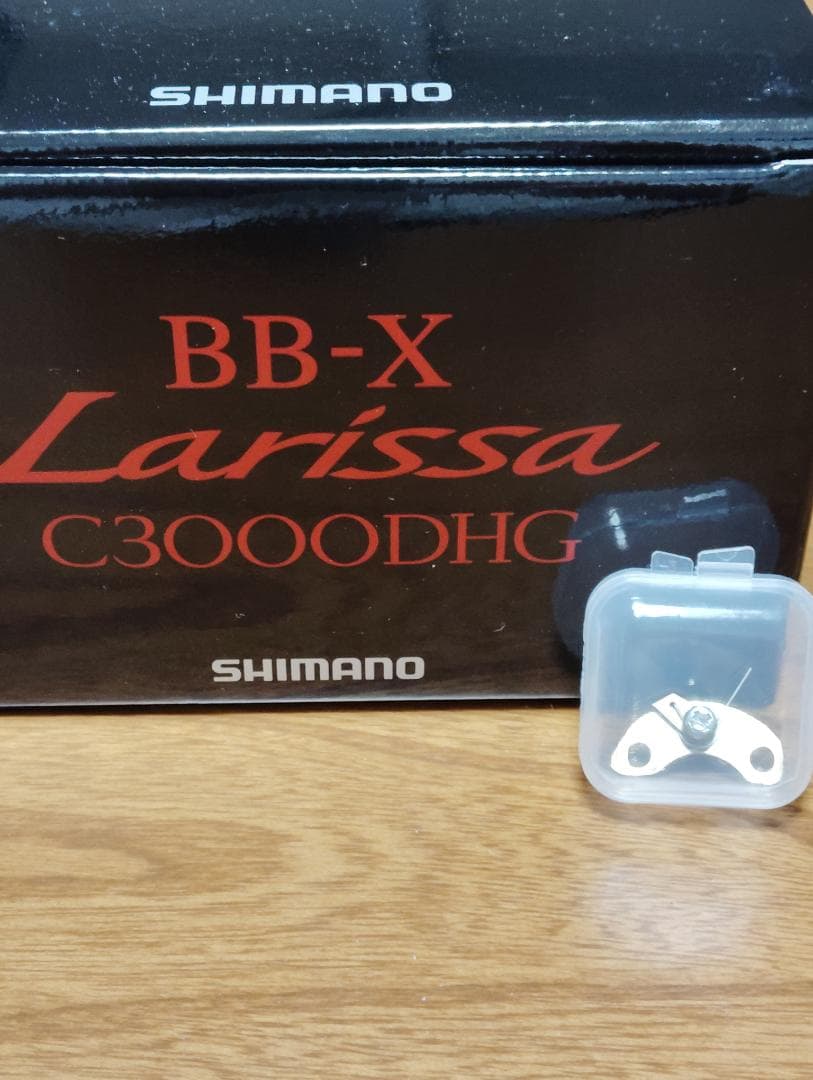 SHIMANO
BB-X
Larissa
C3000DHG
SHIMANO